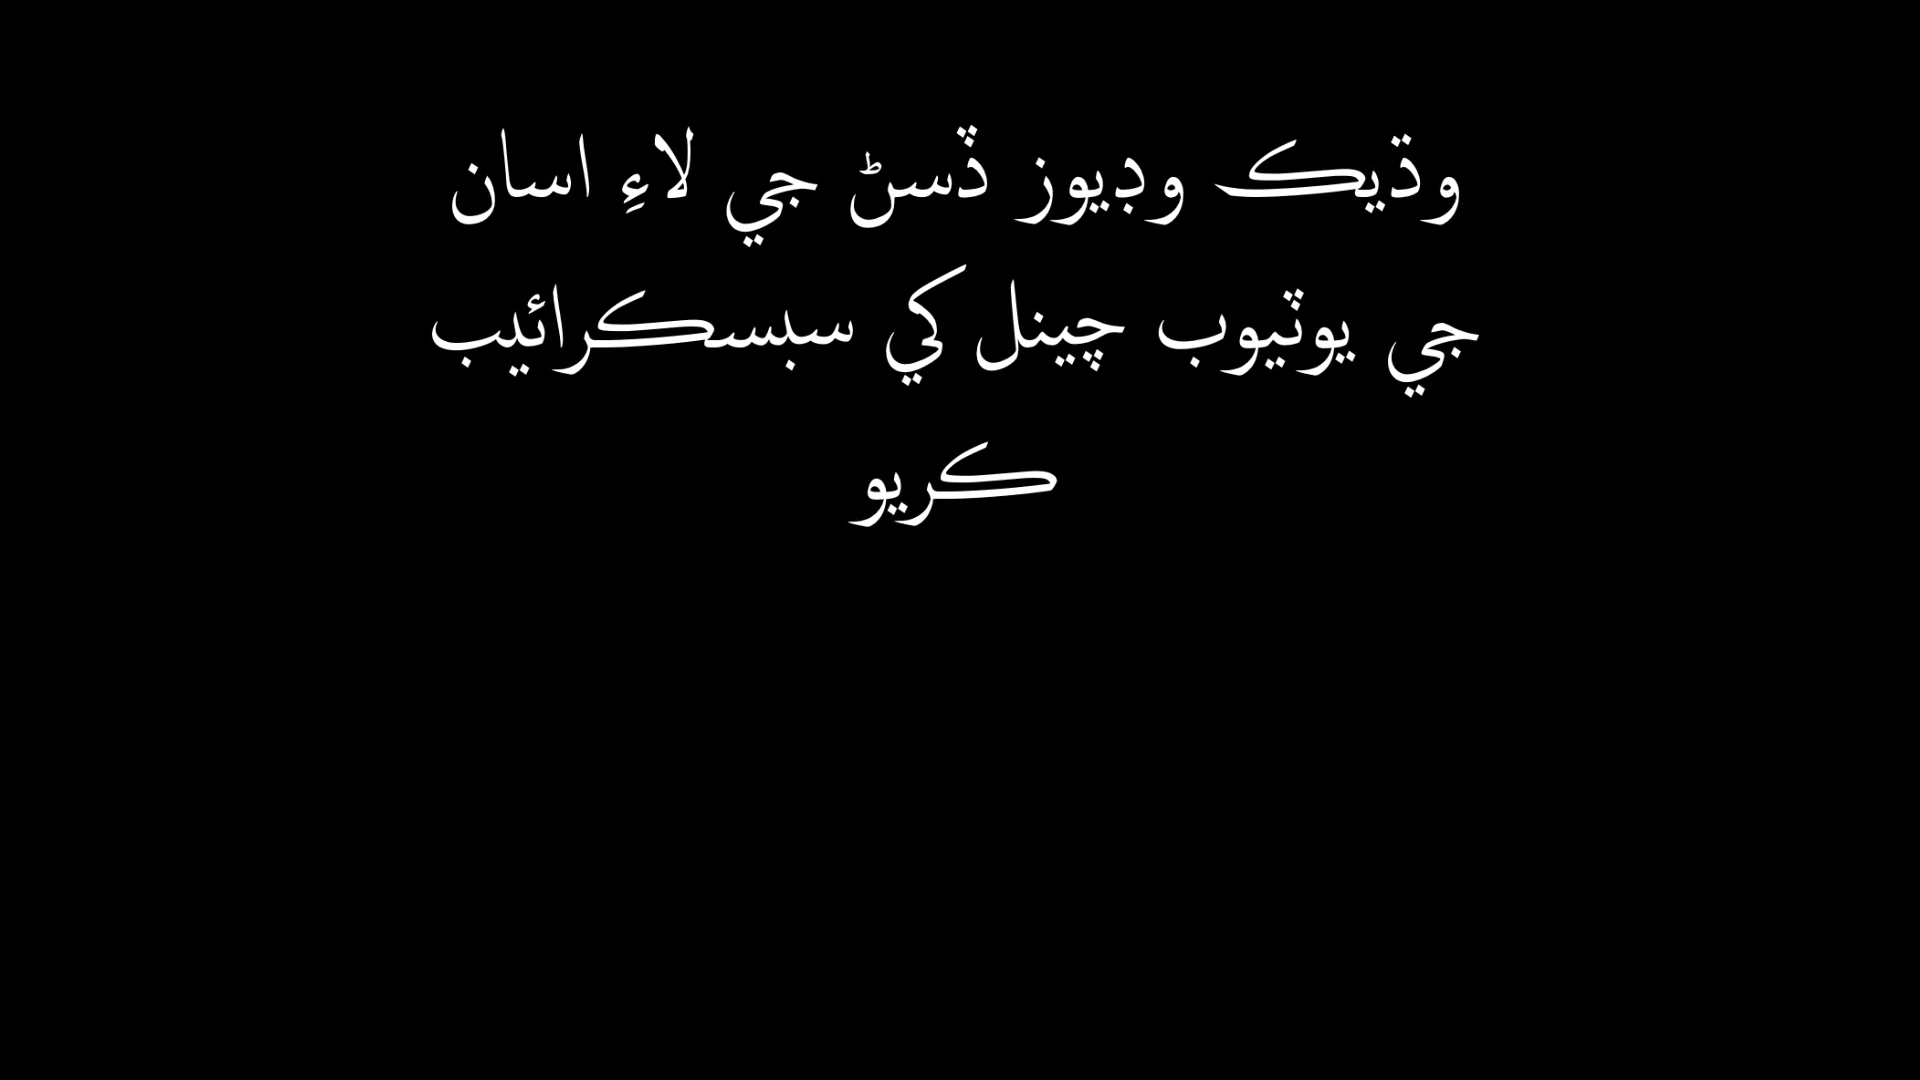 وڌيڪ وڊيوز ڏسڻ جي لاءِ اسان
جي يوٽيوب چينل کي سبسڪرائيب
ڪريو